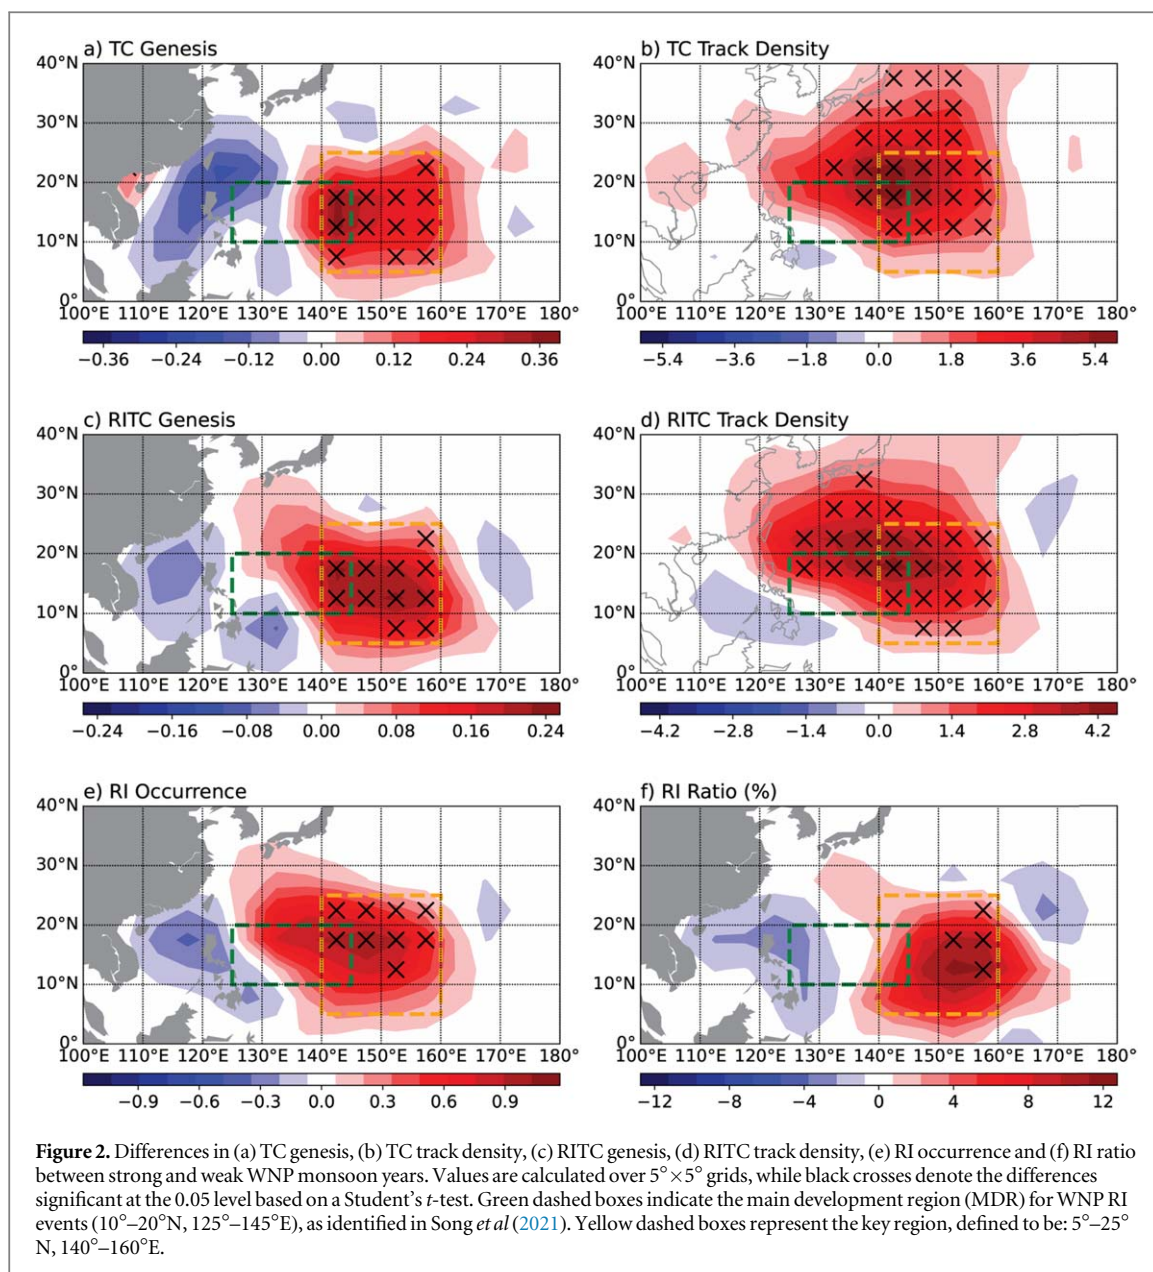 a) TC Genesis
40°N
30°N
20°N
10°N
0°
100°E 110°E 120°E 130°E 140°E 150°E 160°E 170°E 180°
−0.36 −0.24 −0.12 0.00 0.12 0.24 0.36
b) TC Track Density
40°N
30°N
20°N
10°N
0°
100°E 110°E 120°E 130°E 140°E 150°E 160°E 170°E 180°
−5.4 −3.6 −1.8 0.0 1.8 3.6 5.4
c) RITC Genesis
40°N
30°N
20°N
10°N
0°
100°E 110°E 120°E 130°E 140°E 150°E 160°E 170°E 180°
−0.24 −0.16 −0.08 0.00 0.08 0.16 0.24
d) RITC Track Density
40°N
30°N
20°N
10°N
0°
100°E 110°E 120°E 130°E 140°E 150°E 160°E 170°E 180°
−4.2 −2.8 −1.4 0.0 1.4 2.8 4.2
e) RI Occurrence
40°N
30°N
20°N
10°N
0°
100°E 110°E 120°E 130°E 140°E 150°E 160°E 170°E 180°
−0.9 −0.6 −0.3 0.0 0.3 0.6 0.9
f) RI Ratio (%)
40°N
30°N
20°N
10°N
0°
100°E 110°E 120°E 130°E 140°E 150°E 160°E 170°E 180°
−12 −8 −4 0 4 8 12
Figure 2. Differences in (a) TC genesis, (b) TC track density, (c) RITC genesis, (d) RITC track density, (e) RI occurrence and (f) RI ratio
between strong and weak WNP monsoon years. Values are calculated over 5°×5° grids, while black crosses denote the differences
significant at the 0.05 level based on a Student's t-test. Green dashed boxes indicate the main development region (MDR) for WNP RI
events (10°–20°N, 125°–145°E), as identified in Song et al (2021). Yellow dashed boxes represent the key region, defined to be: 5°–25°
N, 140°–160°E.